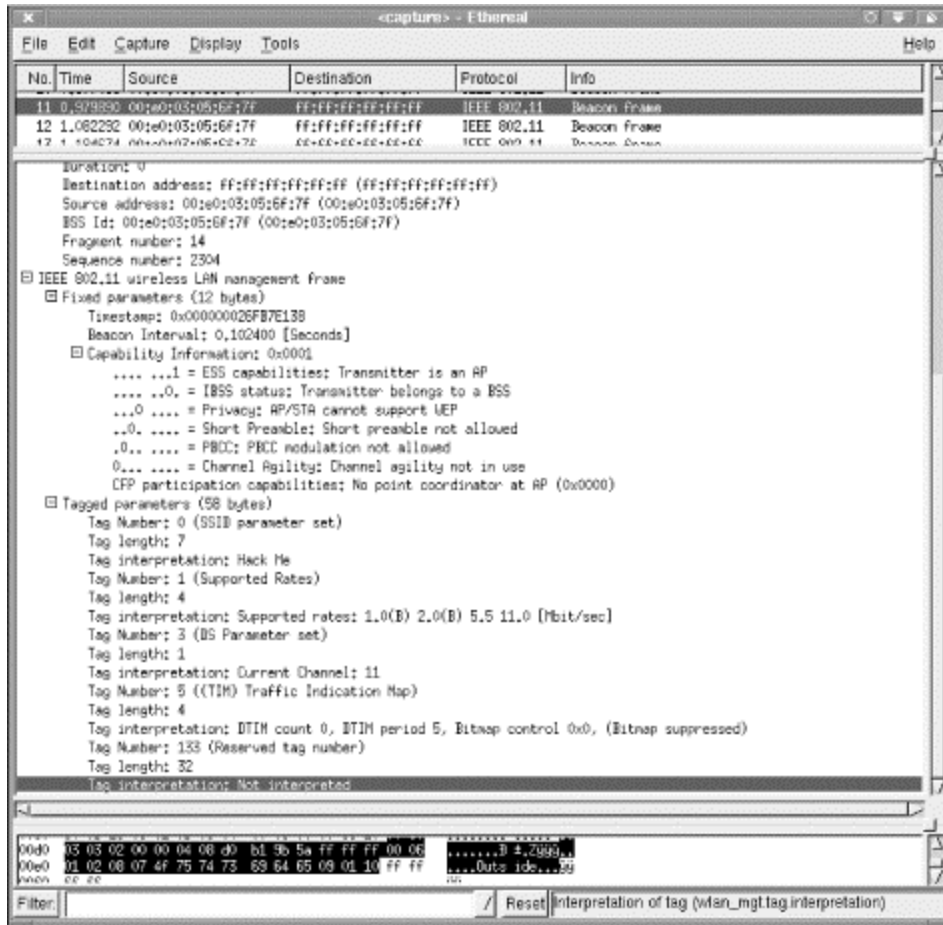 <capture> - Ethereal
File Edit Capture Display Tools Help
No. Time Source Destination Protocol Info
11 0.979890 00:e0:03:05:6f:7f ff:ff:ff:ff:ff:ff IEEE 802.11 Beacon frame
12 1.082292 00:e0:03:05:6f:7f ff:ff:ff:ff:ff:ff IEEE 802.11 Beacon frame
Duration: 0
Destination address: ff:ff:ff:ff:ff:ff (ff:ff:ff:ff:ff:ff)
Source address: 00:e0:03:05:6f:7f (00:e0:03:05:6f:7f)
BSS Id: 00:e0:03:05:6f:7f (00:e0:03:05:6f:7f)
Fragment number: 14
Sequence number: 2304
IEEE 802.11 wireless LAN management frame
Fixed parameters (12 bytes)
Timestamp: 0x000000026FB7E138
Beacon Interval: 0.102400 [Seconds]
Capability Information: 0x0001
.... ...1 = ESS capabilities: Transmitter is an AP
.... ..0. = IBSS status: Transmitter belongs to a BSS
...0 .... = Privacy: AP/STA cannot support WEP
..0. .... = Short Preamble: Short preamble not allowed
.0.. .... = PBCC: PBCC modulation not allowed
0... .... = Channel Agility: Channel agility not in use
CFP participation capabilities: No point coordinator at AP (0x0000)
Tagged parameters (58 bytes)
Tag Number: 0 (SSID parameter set)
Tag length: 7
Tag interpretation: Hack Me
Tag Number: 1 (Supported Rates)
Tag length: 4
Tag interpretation: Supported rates: 1.0(B) 2.0(B) 5.5 11.0 [Mbit/sec]
Tag Number: 3 (DS Parameter set)
Tag length: 1
Tag interpretation: Current Channel: 11
Tag Number: 5 ((TIM) Traffic Indication Map)
Tag length: 4
Tag interpretation: DTIM count 0, DTIM period 5, Bitmap control 0x0, (Bitmap suppressed)
Tag Number: 133 (Reserved tag number)
Tag length: 32
Tag interpretation: Not interpreted
00d0 03 03 02 00 00 04 08 d0 b1 9b 5a ff ff ff 00 06
00e0 01 02 08 07 4f 75 74 73 69 64 65 09 01 10 ff ff ....Outs ide...ÿÿ
Filter: Reset Interpretation of tag (wlan_mgt.tag.interpretation)